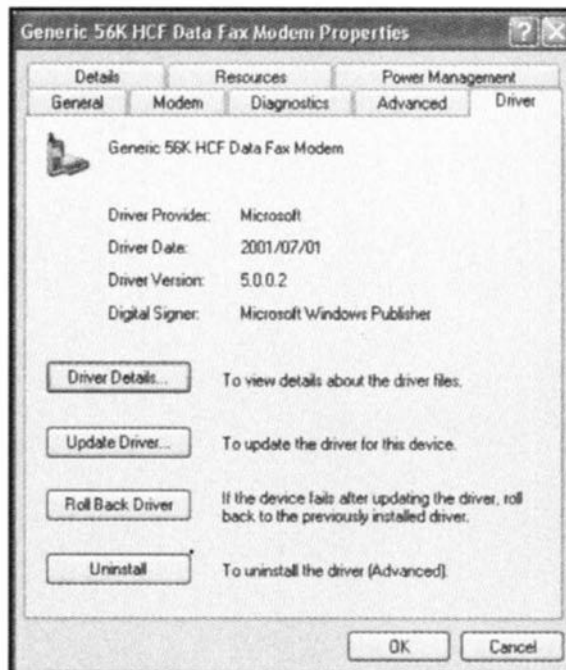 Generic 56K HCF Data Fax Modem Properties
Details Resources Power Management
General Modem Diagnostics Advanced Driver
Generic 56K HCF Data Fax Modem
Driver Provider: Microsoft
Driver Date: 2001/07/01
Driver Version: 5.0.0.2
Digital Signer: Microsoft Windows Publisher
Driver Details... To view details about the driver files.
Update Driver... To update the driver for this device.
Roll Back Driver If the device fails after updating the driver, roll
back to the previously installed driver.
Uninstall To uninstall the driver (Advanced).
OK Cancel